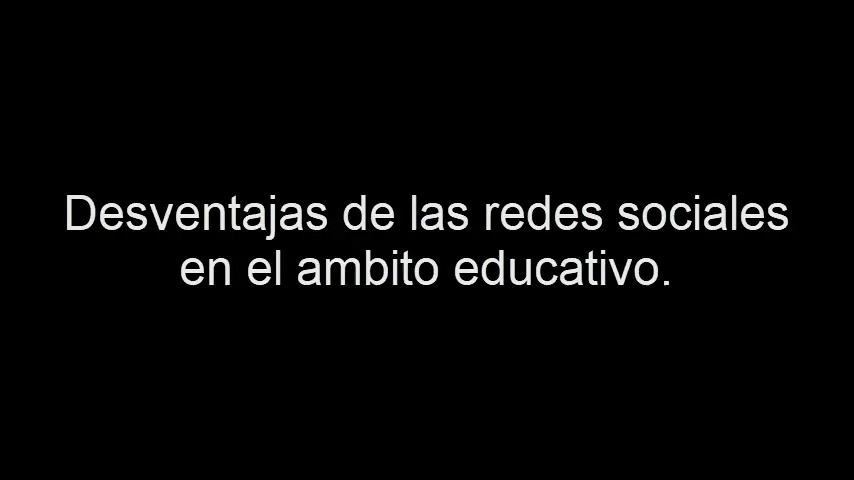 Desventajas de las redes sociales
en el ambito educativo.